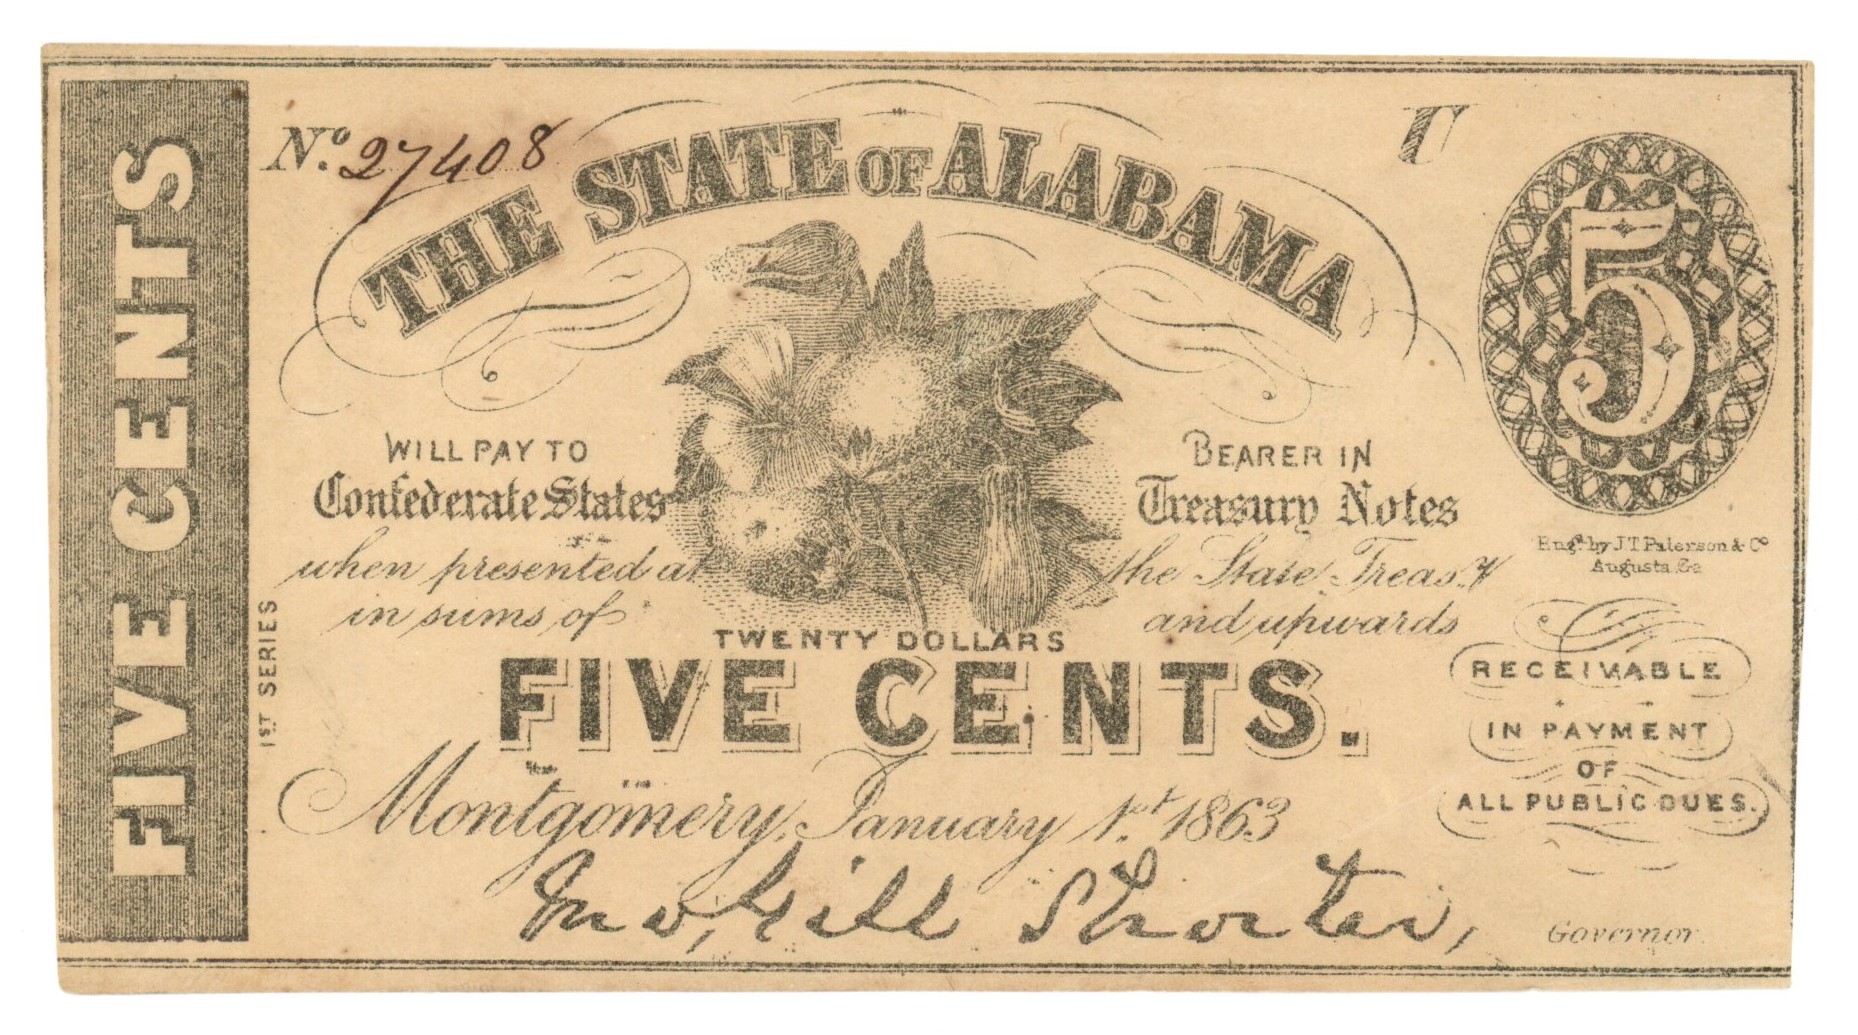 FIVE CENTS
1ST SERIES
No. 27408
U
THE STATE OF ALABAMA
5
WILL PAY TO BEARER IN
Confederate States Treasury Notes
when presented at the State Treasy
in sums of TWENTY DOLLARS and upwards
FIVE CENTS.
Engd. by J T Paterson & Co
Augusta Ga
RECEIVABLE
IN PAYMENT
OF
ALL PUBLIC DUES.
Montgomery, January 1st 1863
Jno, Gill Shorter, Governor